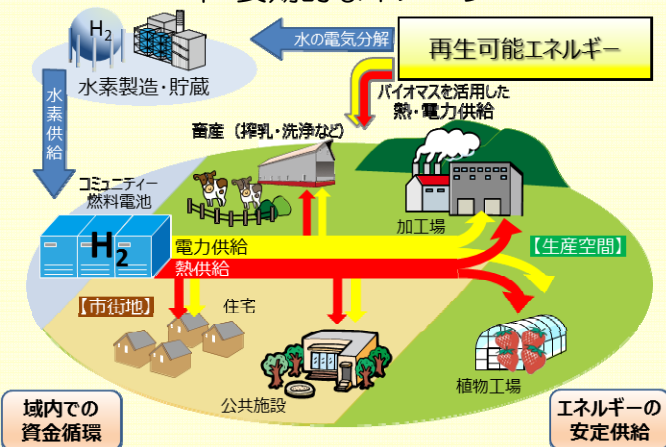 水の電気分解
再生可能エネルギー
H2
水素製造・貯蔵
バイオマスを活用した
熱・電力供給
水素供給
畜産（搾乳・洗浄など）
コミュニティー
燃料電池
加工場
H2
電力供給
熱供給
【生産空間】
【市街地】
住宅
公共施設
植物工場
域内での
資金循環
エネルギーの
安定供給